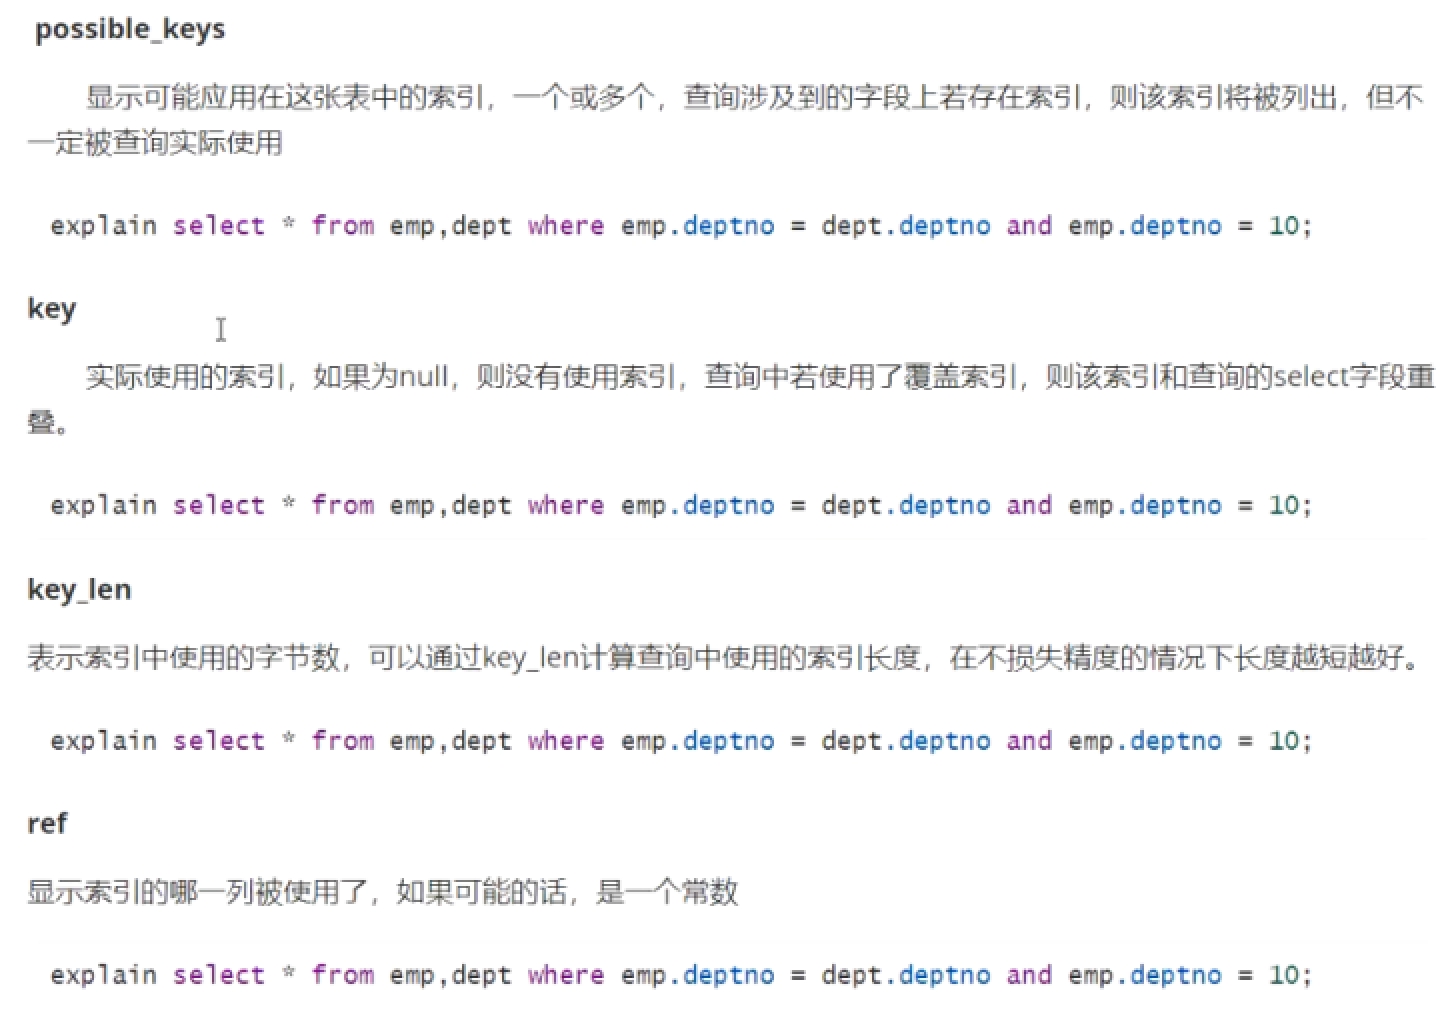 possible_keys
显示可能应用在这张表中的索引，一个或多个，查询涉及到的字段上若存在索引，则该索引将被列出，但不
一定被查询实际使用
explain select * from emp,dept where emp.deptno = dept.deptno and emp.deptno = 10;
key
实际使用的索引，如果为null，则没有使用索引，查询中若使用了覆盖索引，则该索引和查询的select字段重
叠。
explain select * from emp,dept where emp.deptno = dept.deptno and emp.deptno = 10;
key_len
表示索引中使用的字节数，可以通过key_len计算查询中使用的索引长度，在不损失精度的情况下长度越短越好。
explain select * from emp,dept where emp.deptno = dept.deptno and emp.deptno = 10;
ref
显示索引的哪一列被使用了，如果可能的话，是一个常数
explain select * from emp,dept where emp.deptno = dept.deptno and emp.deptno = 10;